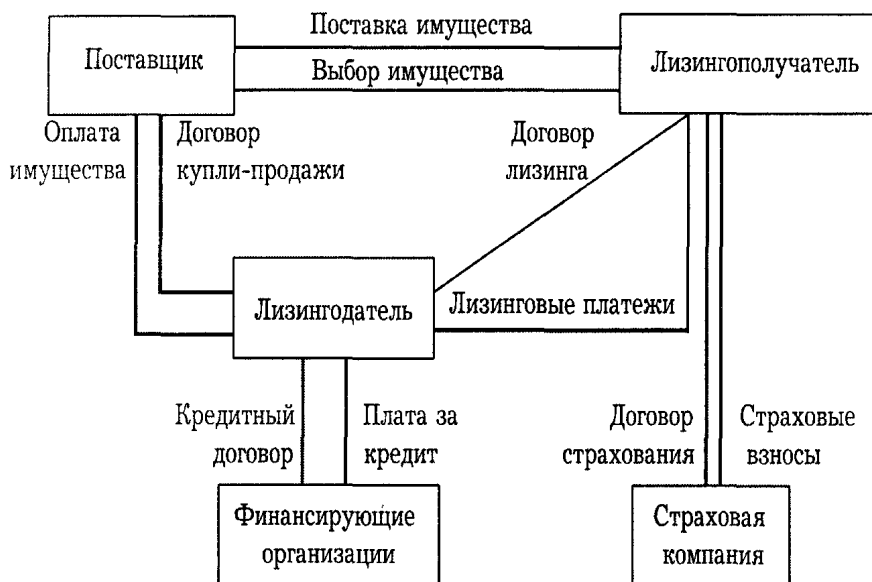 Поставка имущества
Поставщик
Выбор имущества
Лизингополучатель
Оплата
имущества
Договор
купли-продажи
Договор
лизинга
Лизингодатель
Лизинговые платежи
Кредитный
договор
Плата за
кредит
Договор
страхования
Страховые
взносы
Финансирующие
организации
Страховая
компания